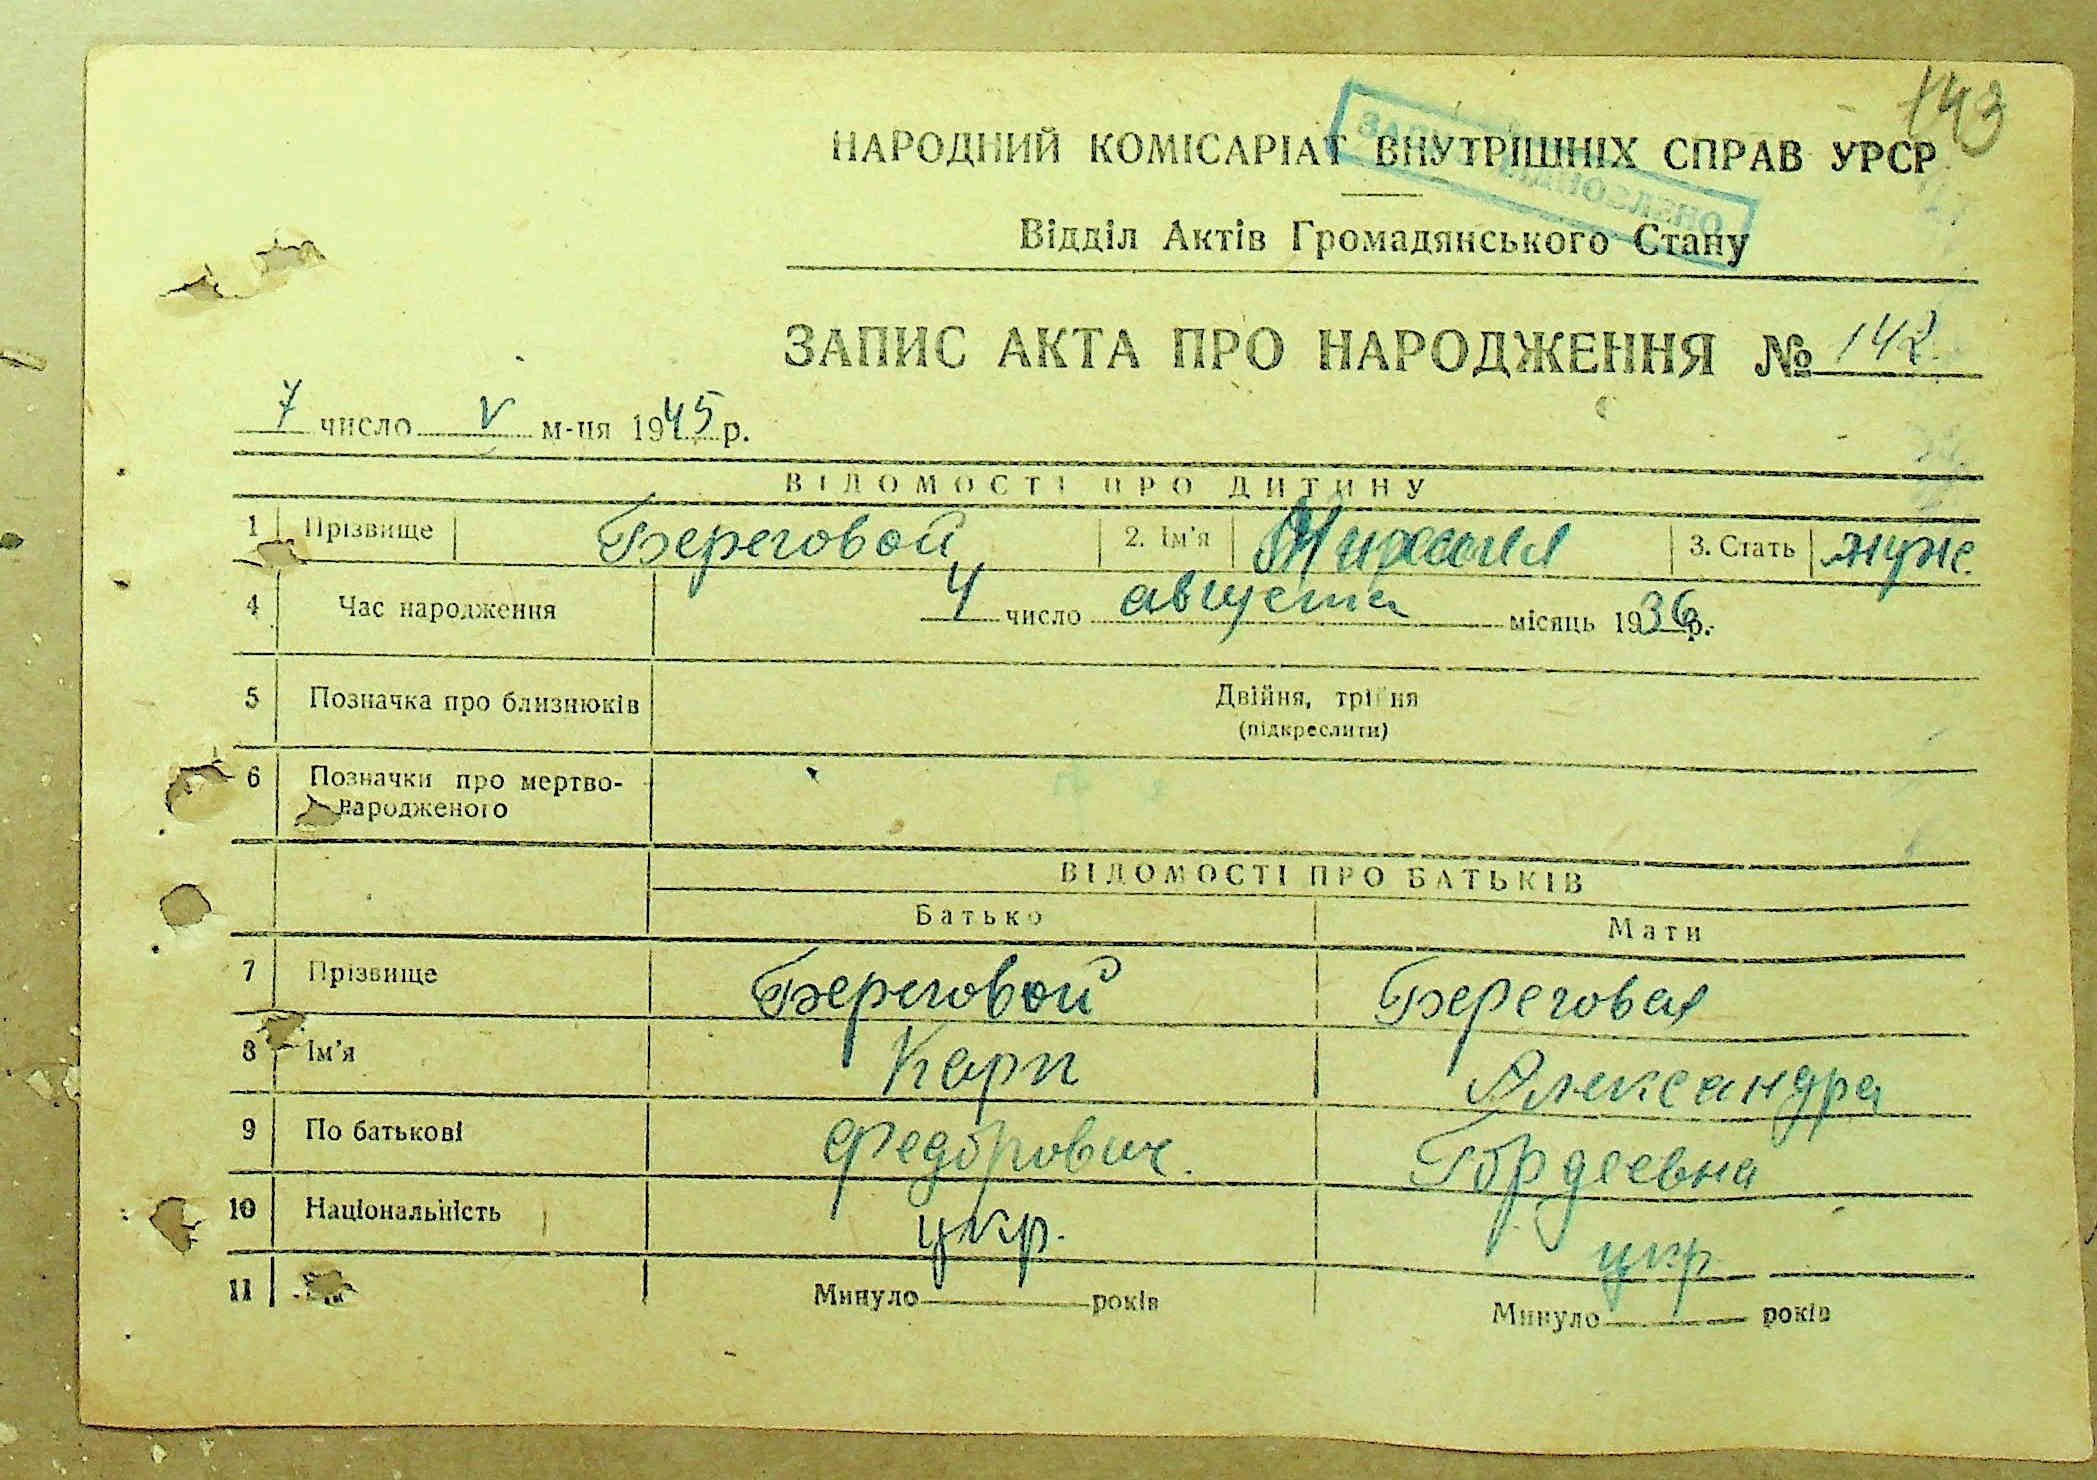 143
НАРОДНИЙ КОМІСАРІАТ ВНУТРІШНІХ СПРАВ УРСР
Відділ Актів Громадянського Стану
ЗАПИС АКТА ПРО НАРОДЖЕННЯ № 142
7 число V м-ця 1945 р.
ВІДОМОСТІ ПРО ДИТИНУ
1 Прізвище Береговой 2. Ім'я Михаил 3. Стать муж.
4 Час народження 4 число августа місяць 1936 р.
5 Позначка про близнюків Двійня, трійня
(підкреслити)
6 Позначки про мертво-
народженого
ВІДОМОСТІ ПРО БАТЬКІВ
Батько Мати
7 Прізвище Береговой Береговая
8 Ім'я Карп Александра
9 По батькові Федорович. Гордеевна
10 Національність укр. укр
11 Минуло років Минуло років